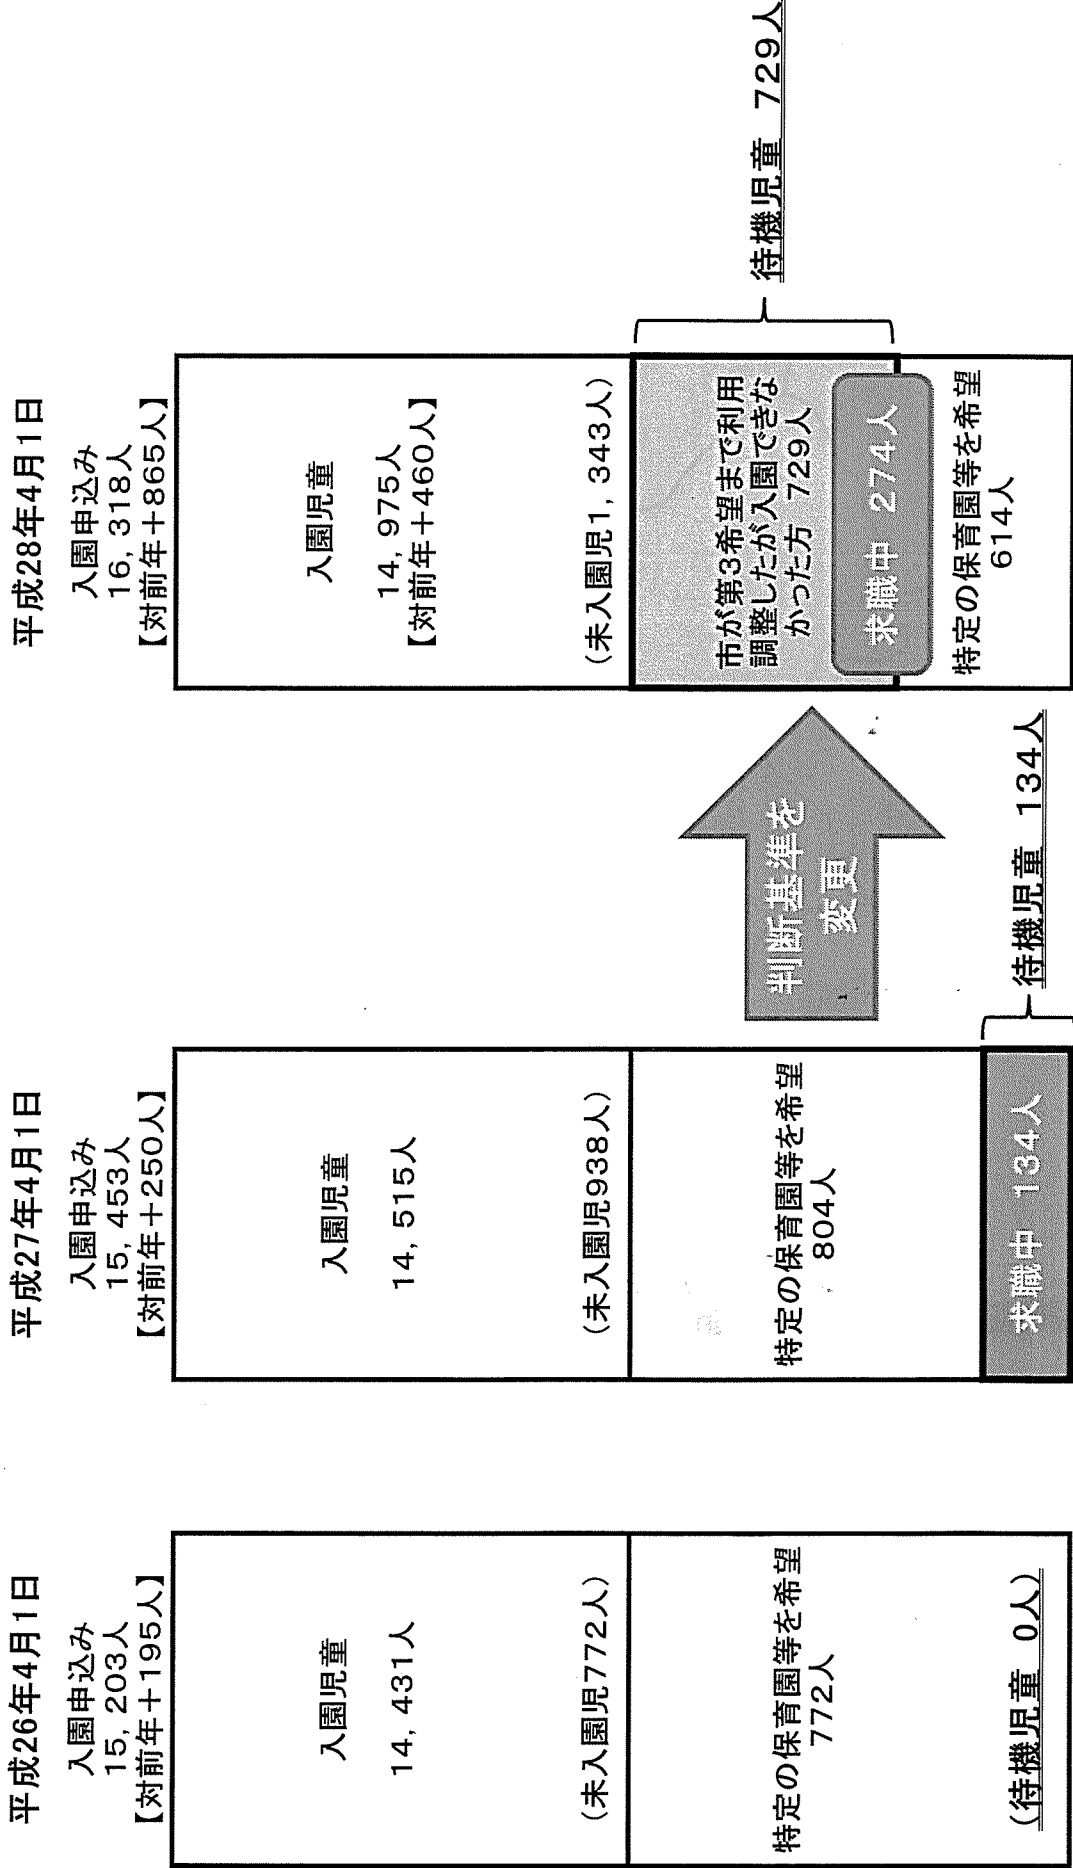 平成26年4月1日
入園申込み
15,203人
【対前年+195人】
入園児童
14,431人
(未入園児772人)
特定の保育園等を希望
772人
(待機児童 0人)
平成27年4月1日
入園申込み
15,453人
【対前年+250人】
入園児童
14,515人
(未入園児938人)
特定の保育園等を希望
804人
求職中 134人
待機児童 134人
判断基準を
変更
平成28年4月1日
入園申込み
16,318人
【対前年+865人】
入園児童
14,975人
【対前年+460人】
(未入園児1,343人)
市が第3希望まで利用
調整したが入園できな
かった方 729人
求職中 274人
特定の保育園等を希望
614人
待機児童 729人